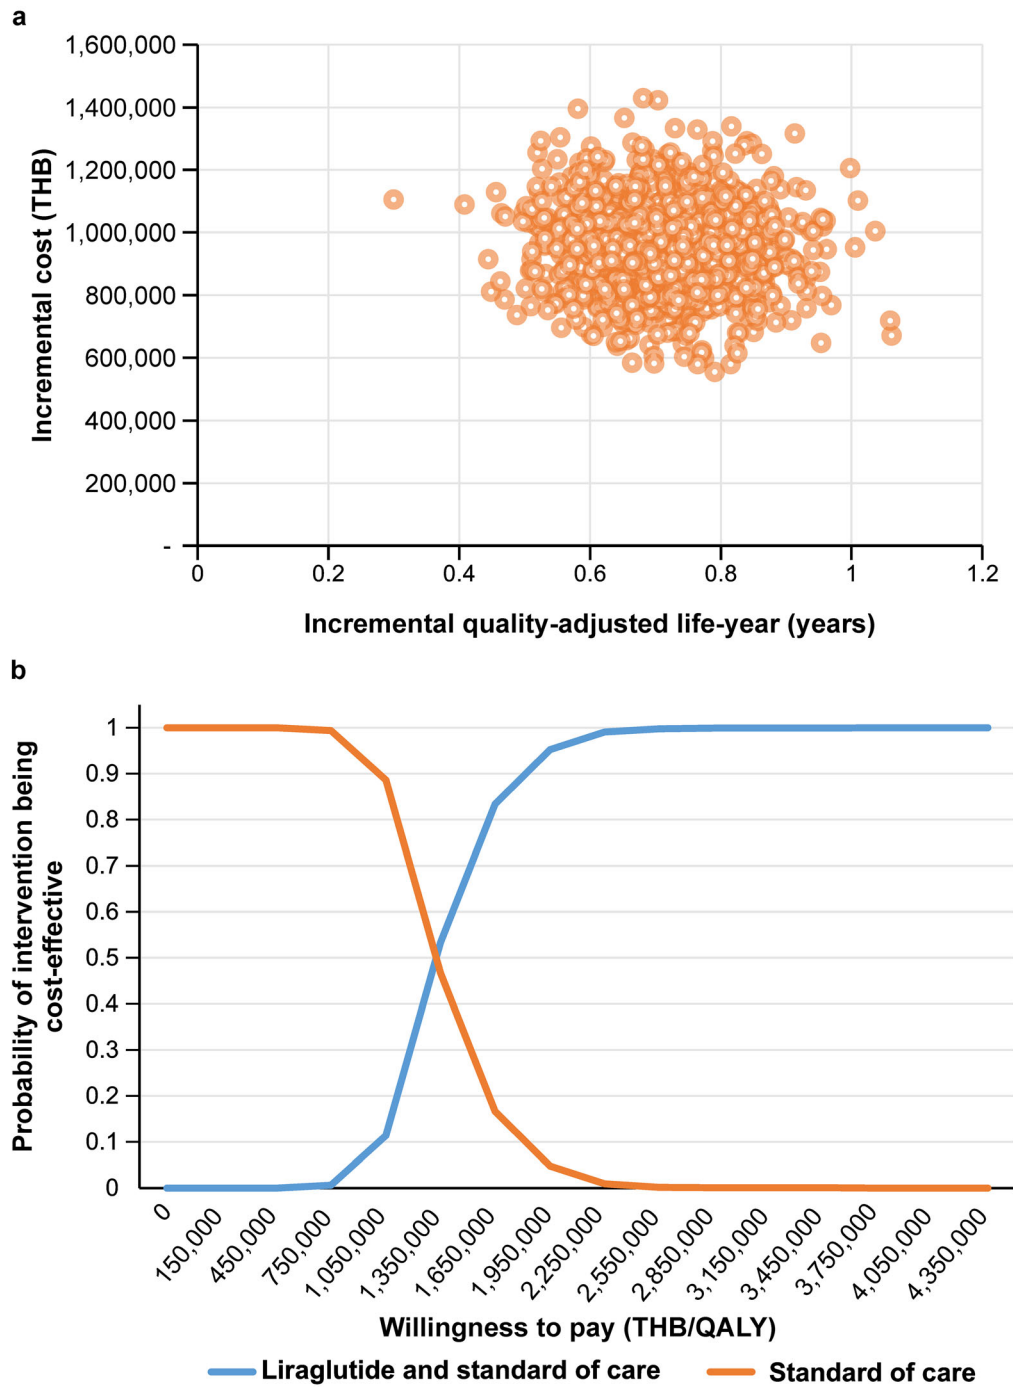 a
Incremental cost (THB)
1,600,000
1,400,000
1,200,000
1,000,000
800,000
600,000
400,000
200,000
-
0 0.2 0.4 0.6 0.8 1 1.2
Incremental quality-adjusted life-year (years)
b
Probability of intervention being
cost-effective
1
0.9
0.8
0.7
0.6
0.5
0.4
0.3
0.2
0.1
0
0 150,000 450,000 750,000 1,050,000 1,350,000 1,650,000 1,950,000 2,250,000 2,550,000 2,850,000 3,150,000 3,450,000 3,750,000 4,050,000 4,350,000
Willingness to pay (THB/QALY)
Liraglutide and standard of care Standard of care